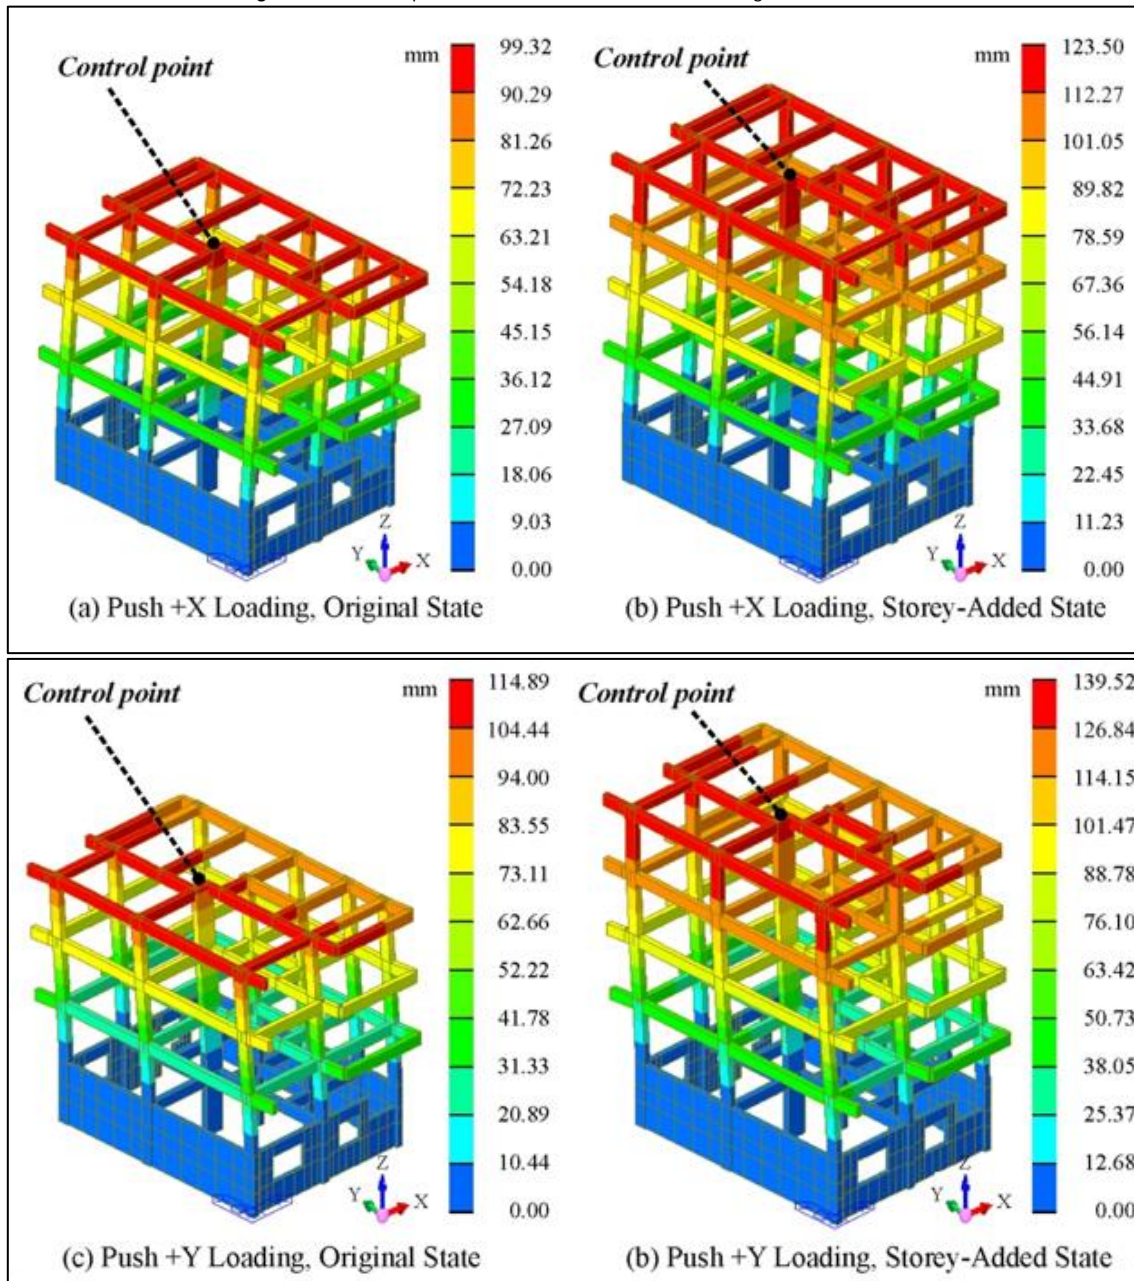 Control point
mm
99.32
90.29
81.26
72.23
63.21
54.18
45.15
36.12
27.09
18.06
9.03
0.00
Z
Y
X
(a) Push +X Loading, Original State
Control point
mm
123.50
112.27
101.05
89.82
78.59
67.36
56.14
44.91
33.68
22.45
11.23
0.00
Z
Y
X
(b) Push +X Loading, Storey-Added State
Control point
mm
114.89
104.44
94.00
83.55
73.11
62.66
52.22
41.78
31.33
20.89
10.44
0.00
Z
Y
X
(c) Push +Y Loading, Original State
Control point
mm
139.52
126.84
114.15
101.47
88.78
76.10
63.42
50.73
38.05
25.37
12.68
0.00
Z
Y
X
(b) Push +Y Loading, Storey-Added State